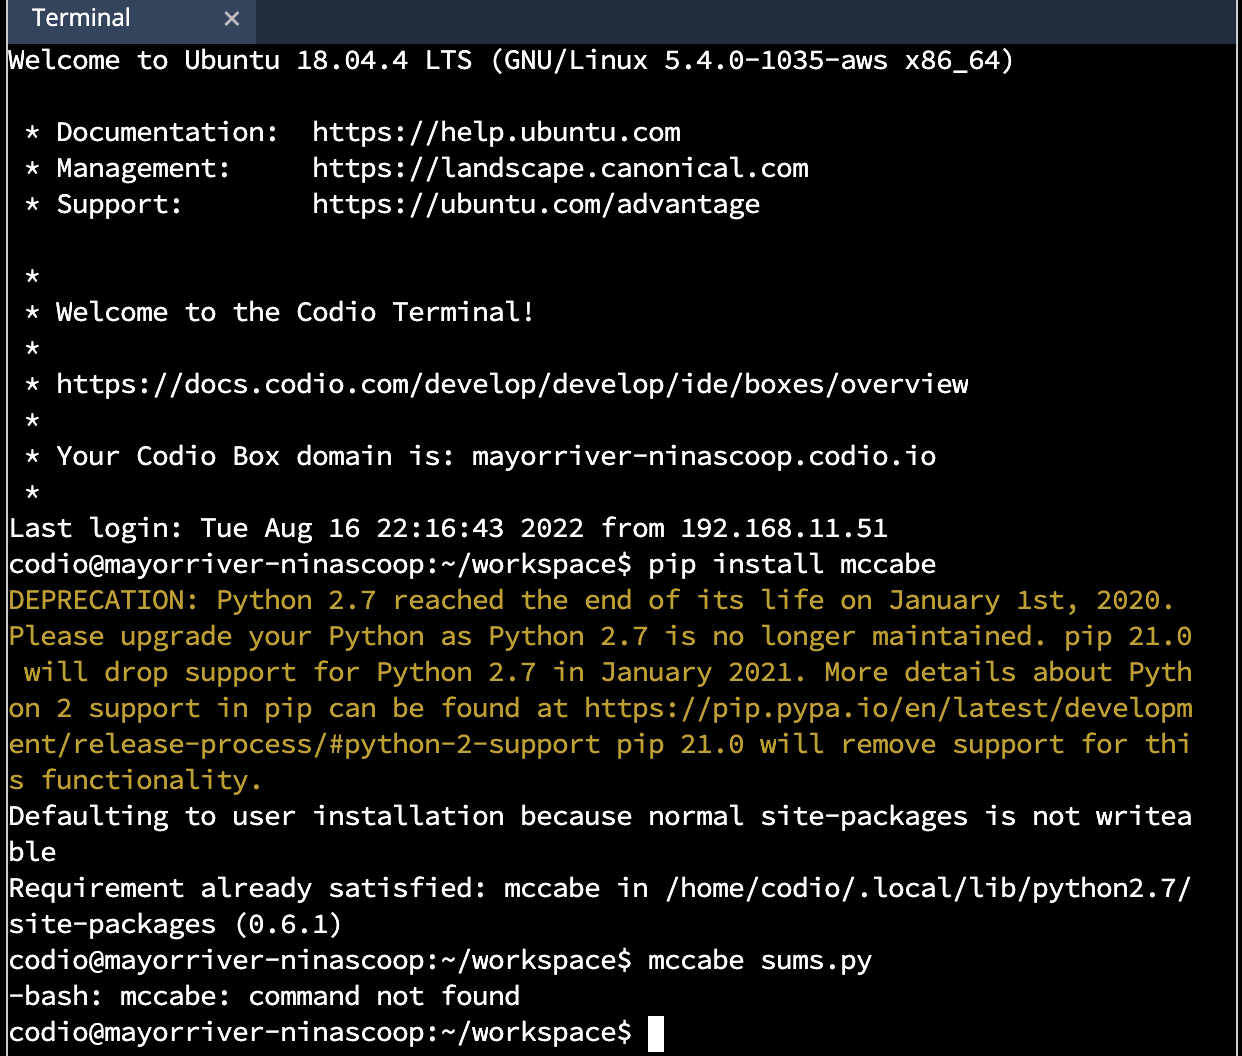 Terminal ×
Welcome to Ubuntu 18.04.4 LTS (GNU/Linux 5.4.0-1035-aws x86_64)
* Documentation:  https://help.ubuntu.com
* Management:     https://landscape.canonical.com
* Support:        https://ubuntu.com/advantage
*
* Welcome to the Codio Terminal!
*
* https://docs.codio.com/develop/develop/ide/boxes/overview
*
* Your Codio Box domain is: mayorriver-ninascoop.codio.io
*
Last login: Tue Aug 16 22:16:43 2022 from 192.168.11.51
codio@mayorriver-ninascoop:~/workspace$ pip install mccabe
DEPRECATION: Python 2.7 reached the end of its life on January 1st, 2020.
Please upgrade your Python as Python 2.7 is no longer maintained. pip 21.0
will drop support for Python 2.7 in January 2021. More details about Pyth
on 2 support in pip can be found at https://pip.pypa.io/en/latest/developm
ent/release-process/#python-2-support pip 21.0 will remove support for thi
s functionality.
Defaulting to user installation because normal site-packages is not writea
ble
Requirement already satisfied: mccabe in /home/codio/.local/lib/python2.7/
site-packages (0.6.1)
codio@mayorriver-ninascoop:~/workspace$ mccabe sums.py
-bash: mccabe: command not found
codio@mayorriver-ninascoop:~/workspace$